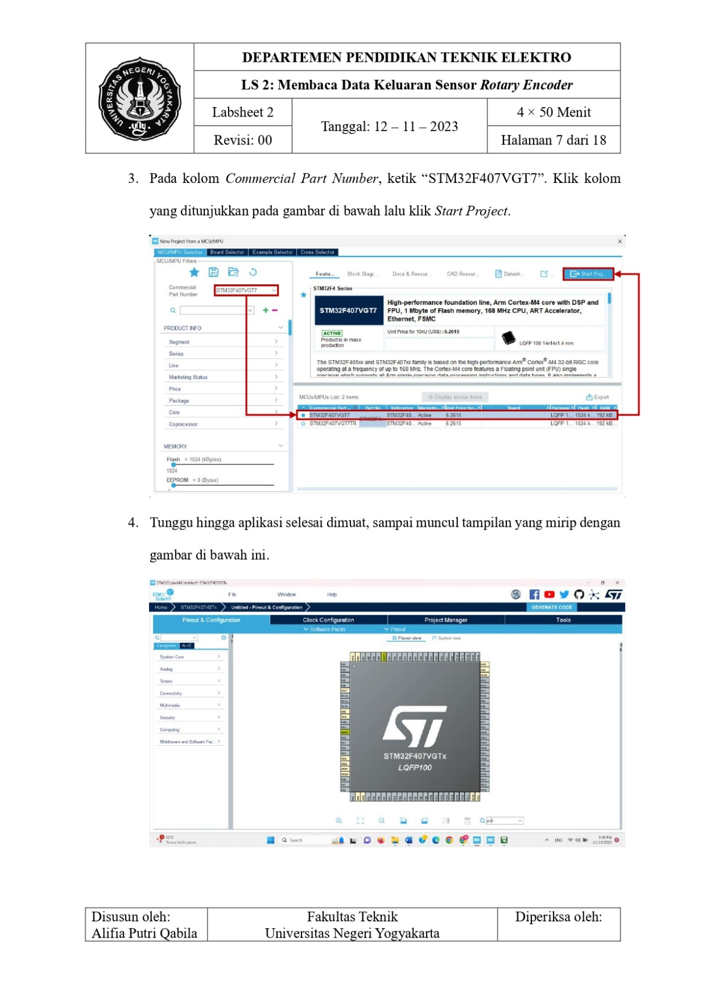 UNIVERSITAS NEGERI YOGYAKARTA
uny
DEPARTEMEN PENDIDIKAN TEKNIK ELEKTRO
LS 2: Membaca Data Keluaran Sensor Rotary Encoder
Labsheet 2
Tanggal: 12 – 11 – 2023
4 × 50 Menit
Revisi: 00
Halaman 7 dari 18
3. Pada kolom Commercial Part Number, ketik “STM32F407VGT7”. Klik kolom
yang ditunjukkan pada gambar di bawah lalu klik Start Project.
MX New Project from a MCU/MPU
MCU/MPU Selector Board Selector Example Selector Cross Selector
MCU/MPU Filters
Featu... Block Diagr... Docs & Resour... CAD Resour... Datash... ... Start Proj...
Commercial
Part Number
STM32F407VGT7
STM32F4 Series
STM32F407VGT7
High-performance foundation line, Arm Cortex-M4 core with DSP and
FPU, 1 Mbyte of Flash memory, 168 MHz CPU, ART Accelerator,
Ethernet, FSMC
ACTIVE
Product is in mass
production
Unit Price for 10kU (US$) : 6.2615
LQFP 100 14x14x1.4 mm
The STM32F405xx and STM32F407xx family is based on the high-performance Arm® Cortex®-M4 32-bit RISC core
operating at a frequency of up to 168 MHz. The Cortex-M4 core features a Floating point unit (FPU) single
precision which supports all Arm single-precision data-processing instructions and data types. It also implements a
PRODUCT INFO
Segment
Series
Line
Marketing Status
Price
Package
Core
Coprocessor
MEMORY
Flash = 1024 (kBytes)
1024
EEPROM = 0 (Bytes)
MCUs/MPUs List: 2 items
Display similar items
Export
* Commercial Part ... Part No Reference Marketin... Unit Price for... Board Package Flash RAM
STM32F407VGT7 STM32F40... Active 6.2615 LQFP 1... 1024 k... 192 kB...
STM32F4...
STM32F407VGT7TR STM32F40... Active 6.2615 LQFP 1... 1024 k... 192 kB...
4. Tunggu hingga aplikasi selesai dimuat, sampai muncul tampilan yang mirip dengan
gambar di bawah ini.
MX STM32CubeMX Untitled*: STM32F407VGTx
STM32
CubeMX
File Window Help
Home STM32F407VGTx Untitled - Pinout & Configuration GENERATE CODE
Pinout & Configuration Clock Configuration Project Manager Tools
Software Packs Pinout
Pinout view System view
Categories A->Z
System Core
Analog
Timers
Connectivity
Multimedia
Security
Computing
Middleware and Software Pac...
ST
STM32F407VGTx
LQFP100
pc8
32°C
Terasa lebih panas
Search
ENG
3:30 PM
11/12/2023
Disusun oleh:
Alifia Putri Qabila
Fakultas Teknik
Universitas Negeri Yogyakarta
Diperiksa oleh: